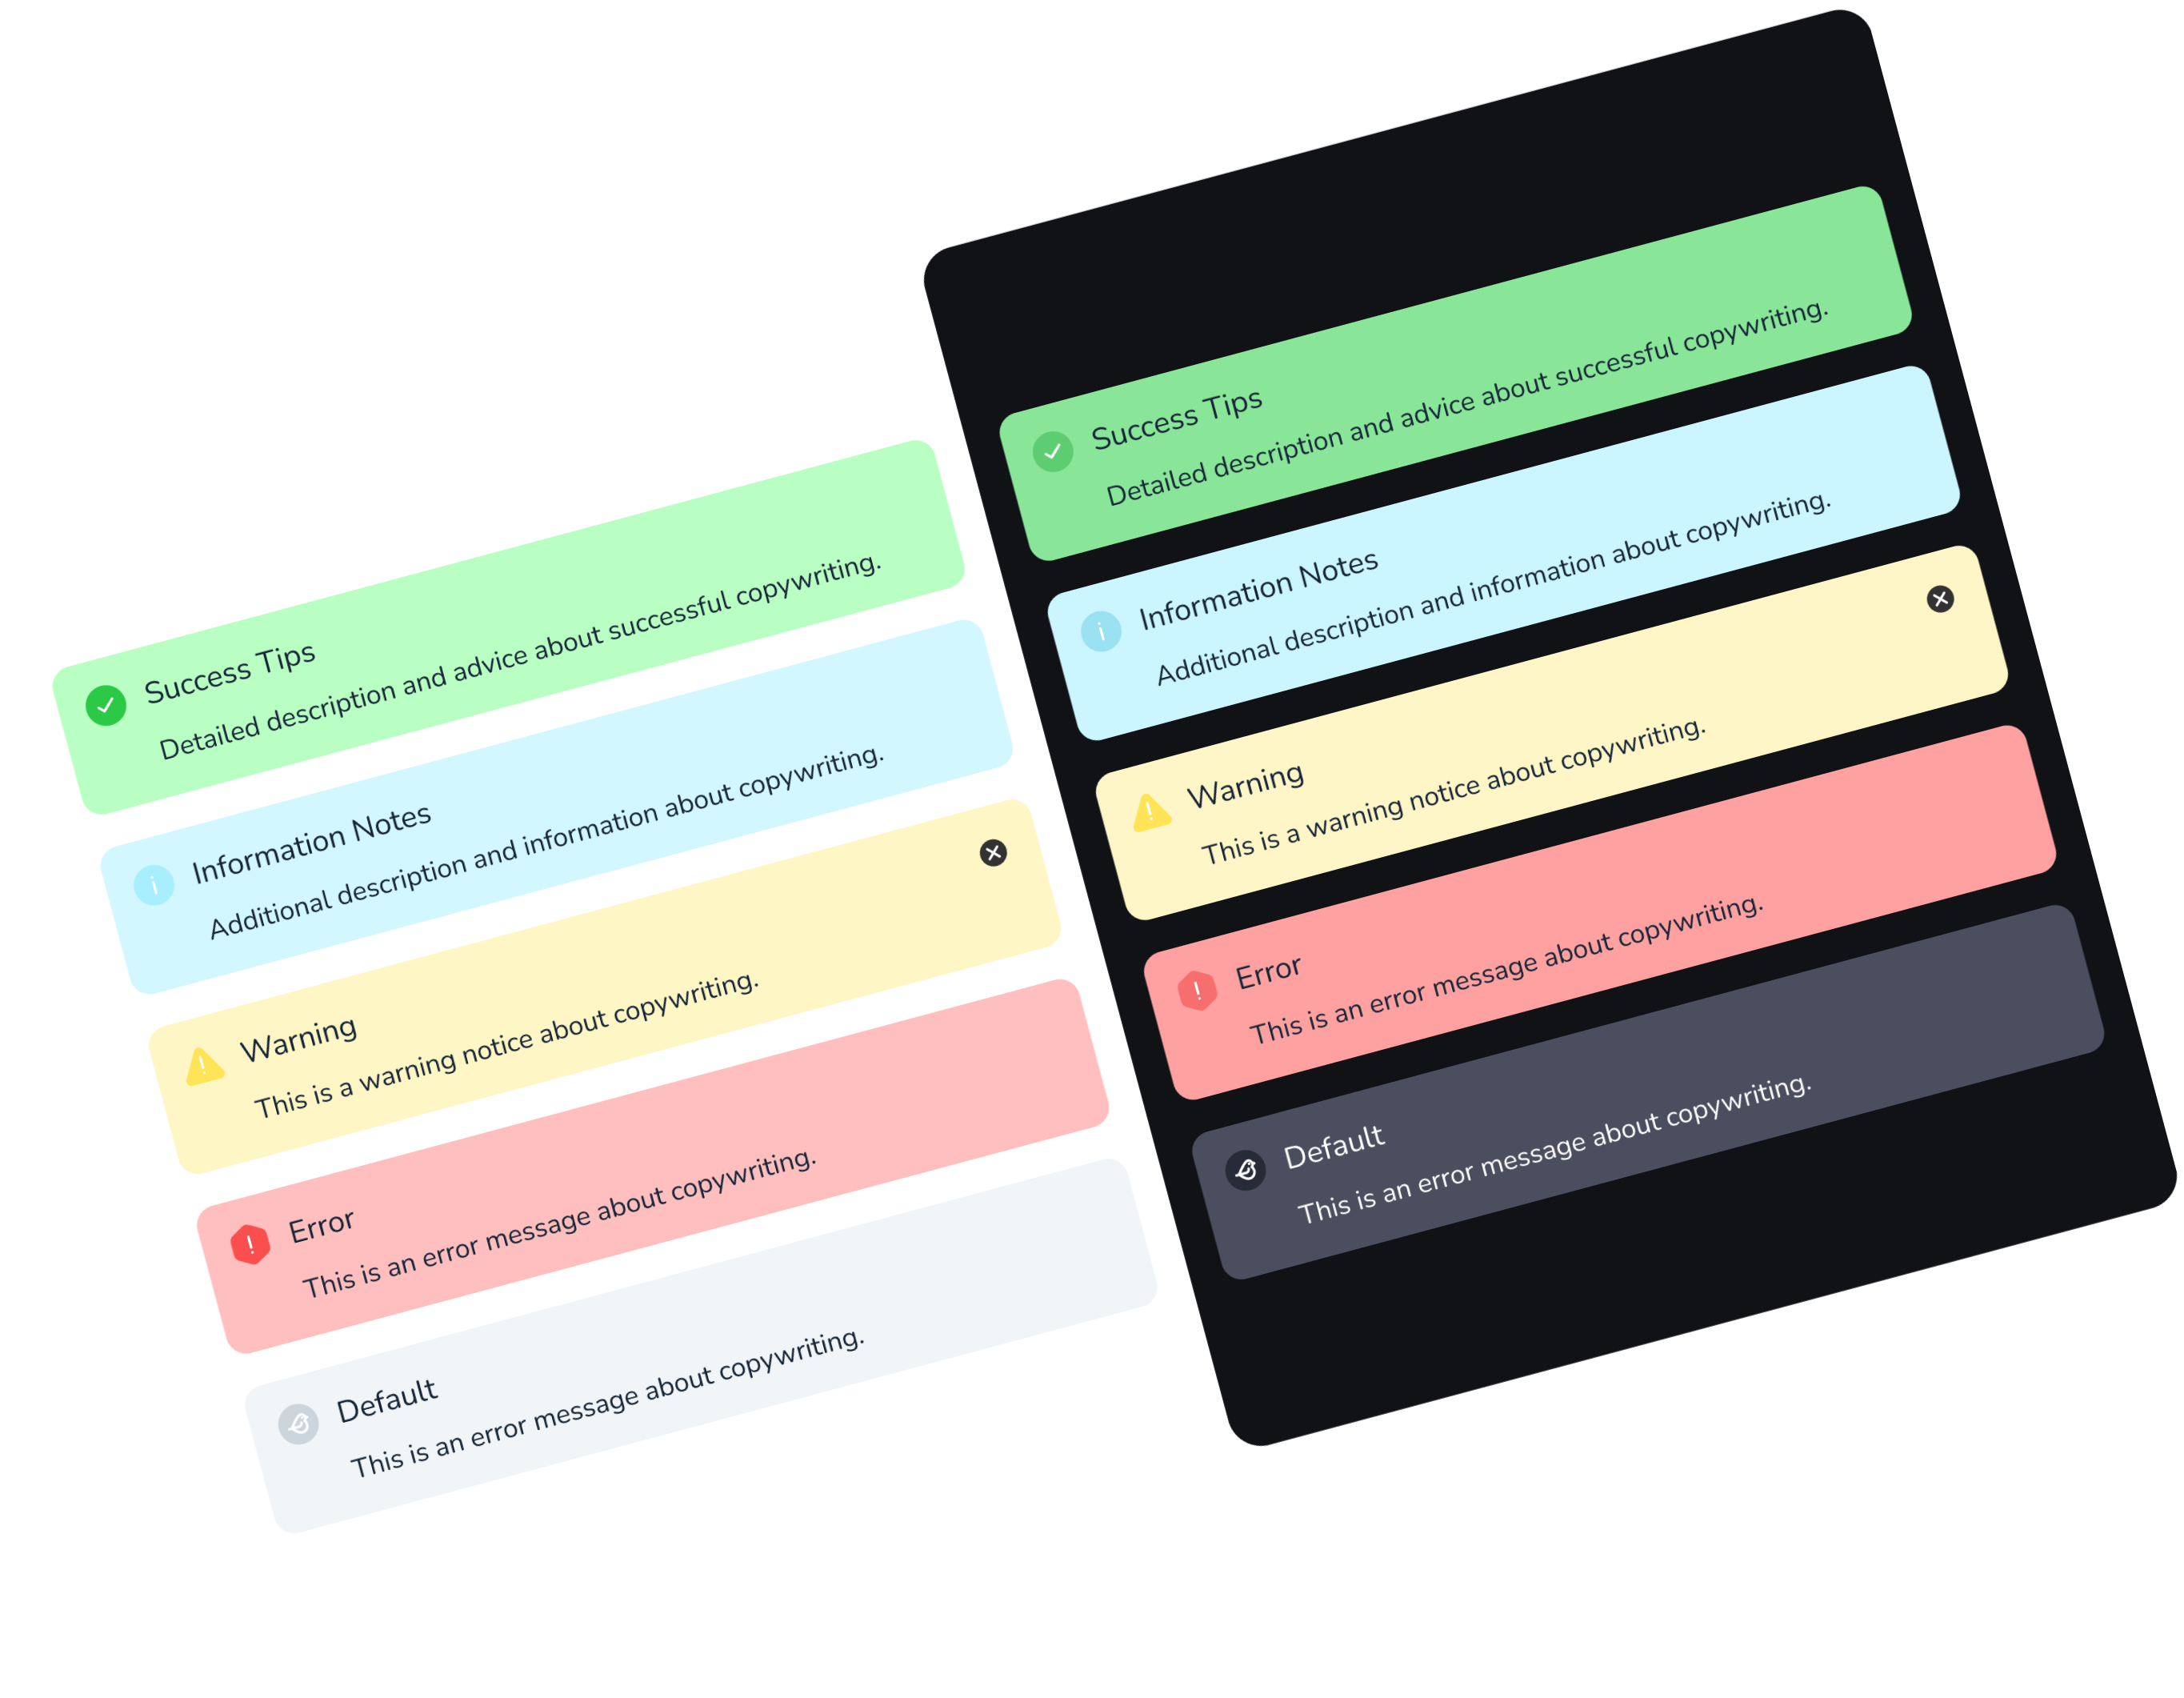 Success Tips
Detailed description and advice about successful copywriting.
Information Notes
Additional description and information about copywriting.
Warning
This is a warning notice about copywriting.
Error
This is an error message about copywriting.
Default
This is an error message about copywriting.
Success Tips
Detailed description and advice about successful copywriting.
Information Notes
Additional description and information about copywriting.
Warning
This is a warning notice about copywriting.
Error
This is an error message about copywriting.
Default
This is an error message about copywriting.